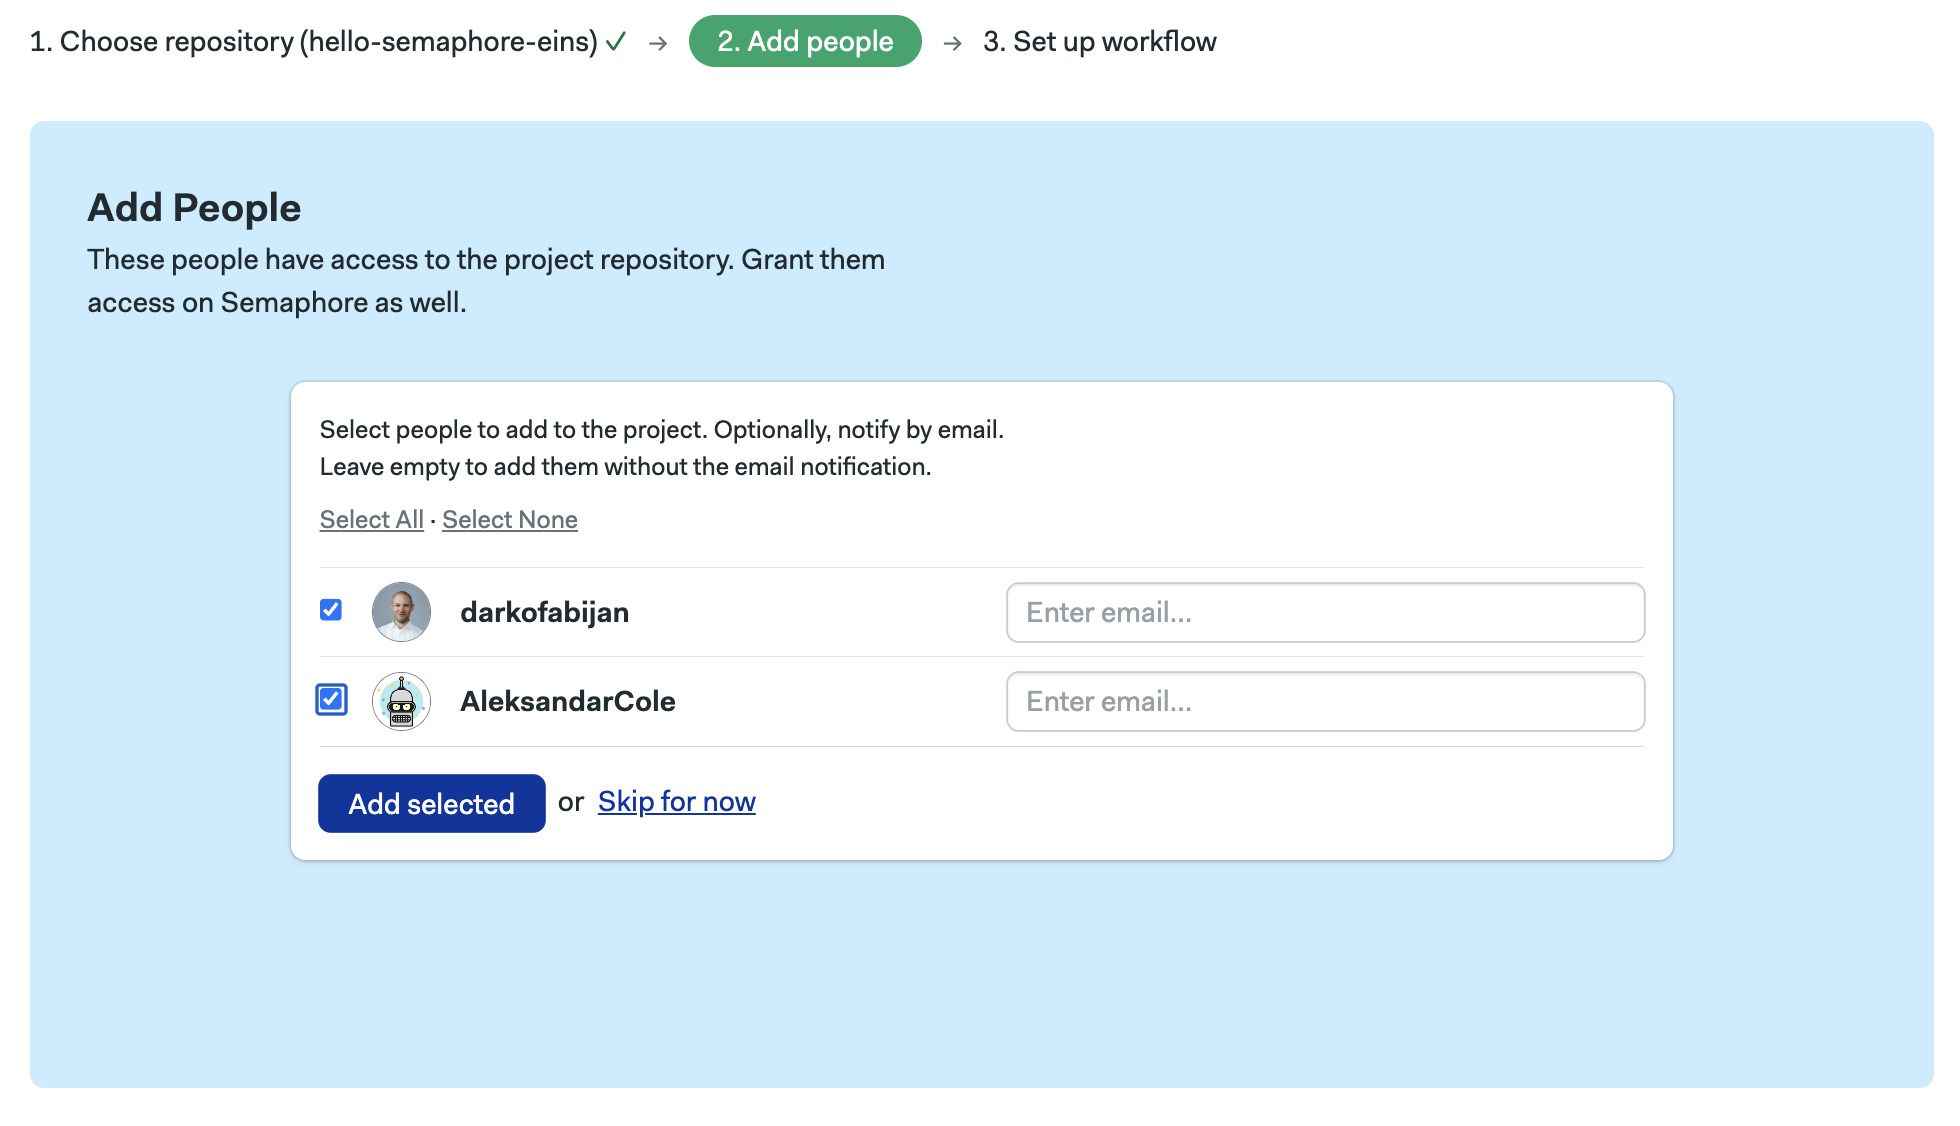 1. Choose repository (hello-semaphore-eins) ✓ → 2. Add people → 3. Set up workflow
Add People
These people have access to the project repository. Grant them
access on Semaphore as well.
Select people to add to the project. Optionally, notify by email.
Leave empty to add them without the email notification.
Select All · Select None
darkofabijan Enter email...
AleksandarCole Enter email...
Add selected or Skip for now